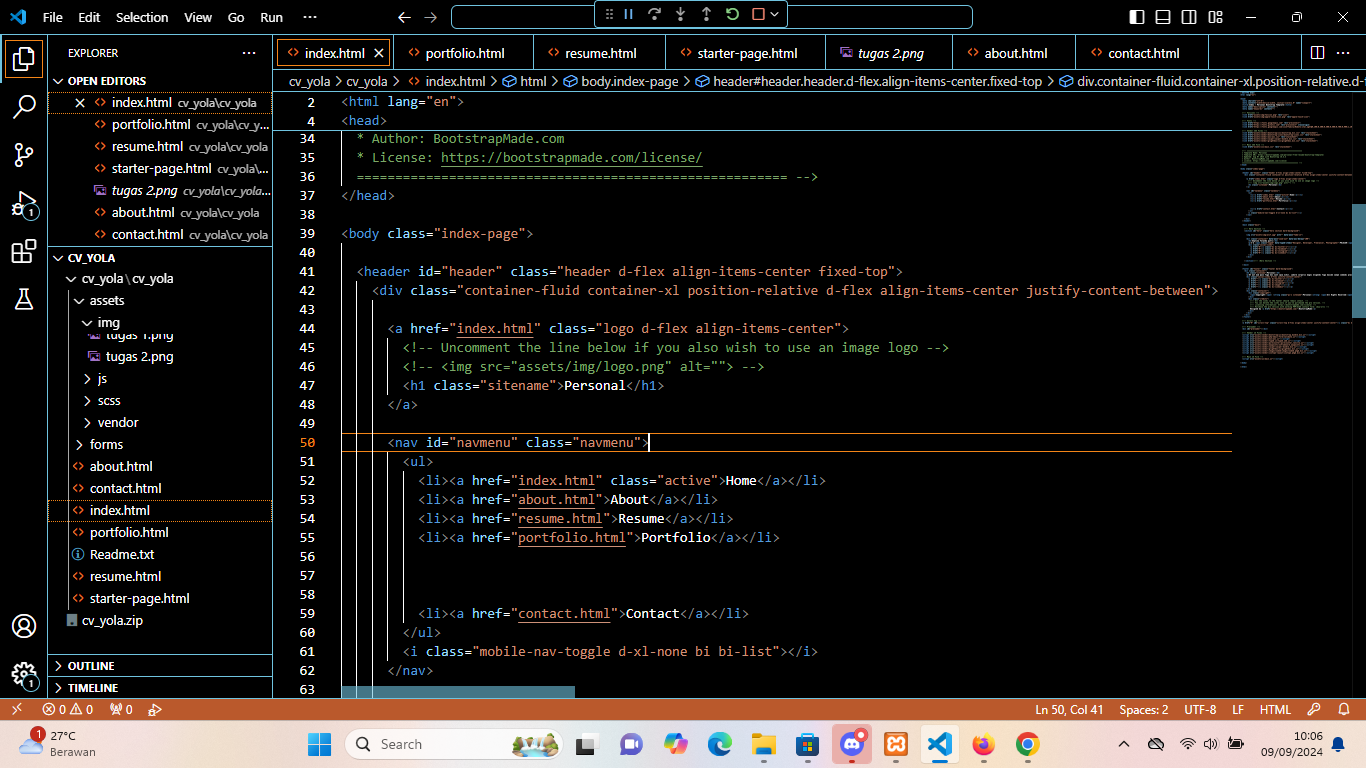 File Edit Selection View Go Run ···
EXPLORER ···
OPEN EDITORS
index.html cv_yola\cv_yola
portfolio.html cv_yola\cv_y...
resume.html cv_yola\cv_yola
starter-page.html cv_yola\cv_yola
tugas 2.png cv_yola\cv_yola...
about.html cv_yola\cv_yola
contact.html cv_yola\cv_yola
CV_YOLA
cv_yola \ cv_yola
assets
img
tugas 1.png
tugas 2.png
js
scss
vendor
forms
about.html
contact.html
index.html
portfolio.html
Readme.txt
resume.html
starter-page.html
cv_yola.zip
OUTLINE
TIMELINE
index.html portfolio.html resume.html starter-page.html tugas 2.png about.html contact.html
cv_yola > cv_yola > index.html > html > body.index-page > header#header.header.d-flex.align-items-center.fixed-top > div.container-fluid.container-xl.position-relative.d-f
2 <html lang="en">
4 <head>
34 * Author: BootstrapMade.com
35 * License: https://bootstrapmade.com/license/
36 ======================================================== -->
37 </head>
38
39 <body class="index-page">
40
41 <header id="header" class="header d-flex align-items-center fixed-top">
42 <div class="container-fluid container-xl position-relative d-flex align-items-center justify-content-between">
43
44 <a href="index.html" class="logo d-flex align-items-center">
45 <!-- Uncomment the line below if you also wish to use an image logo -->
46 <!-- <img src="assets/img/logo.png" alt=""> -->
47 <h1 class="sitename">Personal</h1>
48 </a>
49
50 <nav id="navmenu" class="navmenu">
51 <ul>
52 <li><a href="index.html" class="active">Home</a></li>
53 <li><a href="about.html">About</a></li>
54 <li><a href="resume.html">Resume</a></li>
55 <li><a href="portfolio.html">Portfolio</a></li>
56
57
58
59 <li><a href="contact.html">Contact</a></li>
60 </ul>
61 <i class="mobile-nav-toggle d-xl-none bi bi-list"></i>
62 </nav>
63
1
1
0 0 0
Ln 50, Col 41 Spaces: 2 UTF-8 LF HTML
1
27°C
Berawan
Search
10:06
09/09/2024